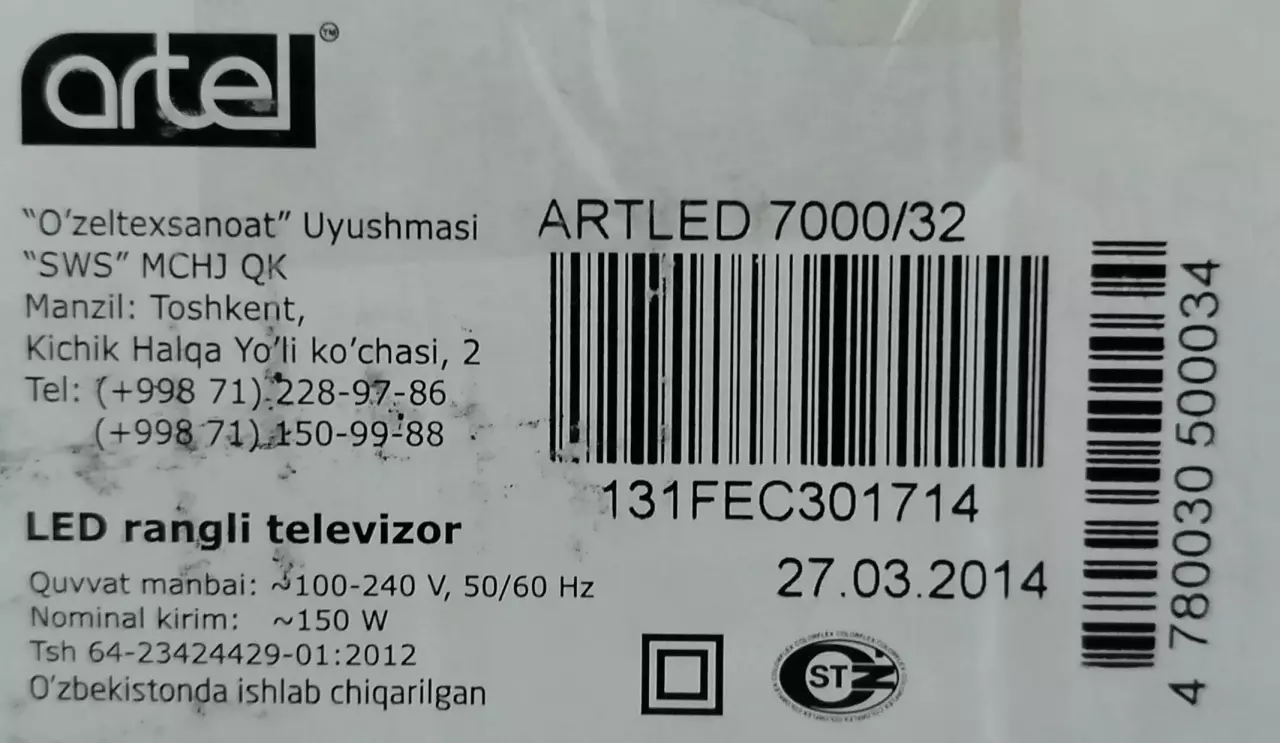 artel™
"O'zeltexsanoat" Uyushmasi
"SWS" MCHJ QK
Manzil: Toshkent,
Kichik Halqa Yo'li ko'chasi, 2
Tel: (+998 71) 228-97-86
(+998 71) 150-99-88
LED rangli televizor
Quvvat manbai: ~100-240 V, 50/60 Hz
Nominal kirim: ~150 W
Tsh 64-23424429-01:2012
O'zbekistonda ishlab chiqarilgan
ARTLED 7000/32
131FEC301714
27.03.2014
STZ
4 780030 500034